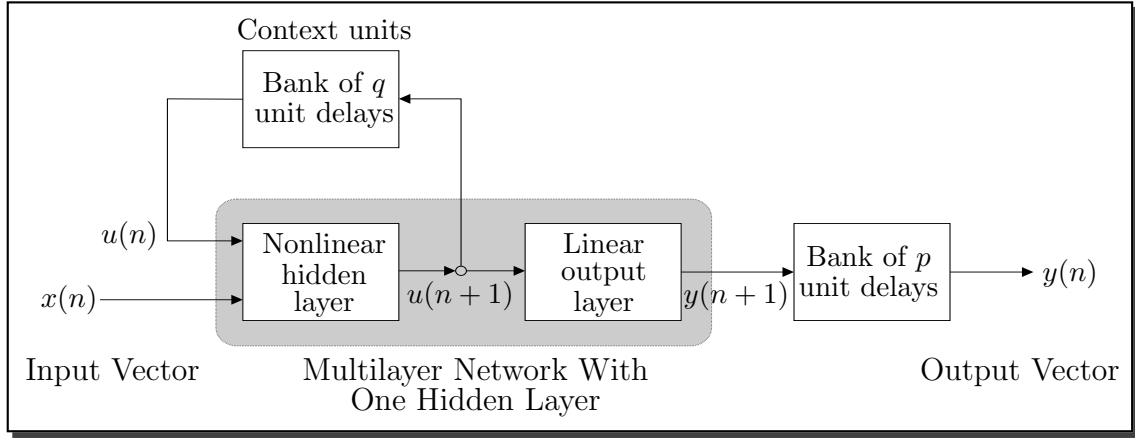 Context units
Bank of q
unit delays
u(n)
x(n)
Nonlinear
hidden
layer
u(n + 1)
Linear
output
layer
y(n + 1)
Bank of p
unit delays
y(n)
Input Vector
Multilayer Network With
One Hidden Layer
Output Vector